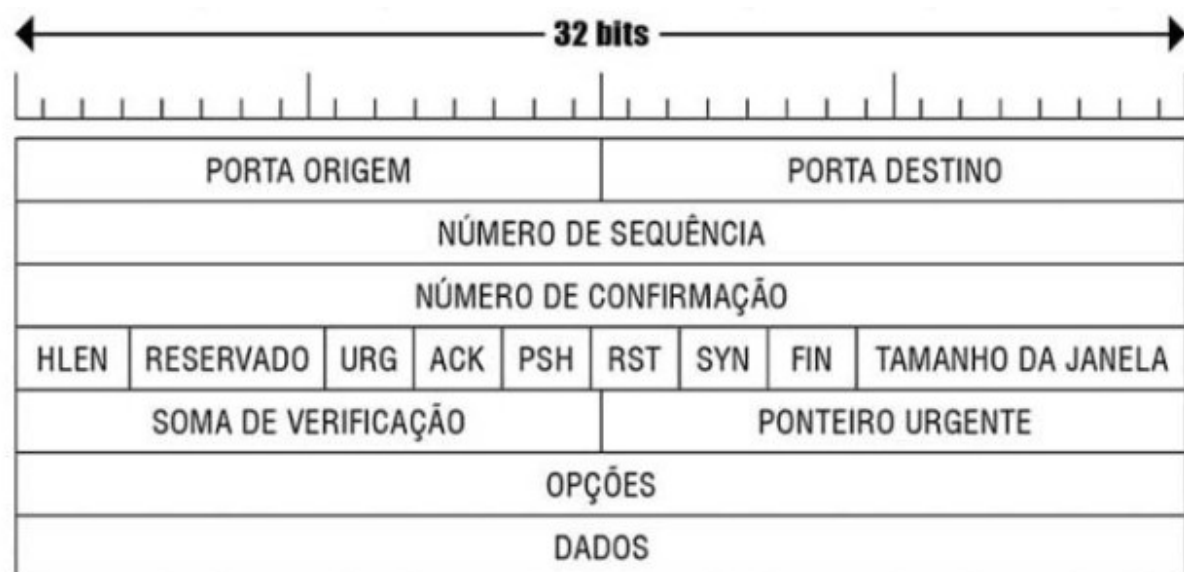 32 bits
PORTA ORIGEM PORTA DESTINO
NÚMERO DE SEQUÊNCIA
NÚMERO DE CONFIRMAÇÃO
HLEN RESERVADO URG ACK PSH RST SYN FIN TAMANHO DA JANELA
SOMA DE VERIFICAÇÃO PONTEIRO URGENTE
OPÇÕES
DADOS